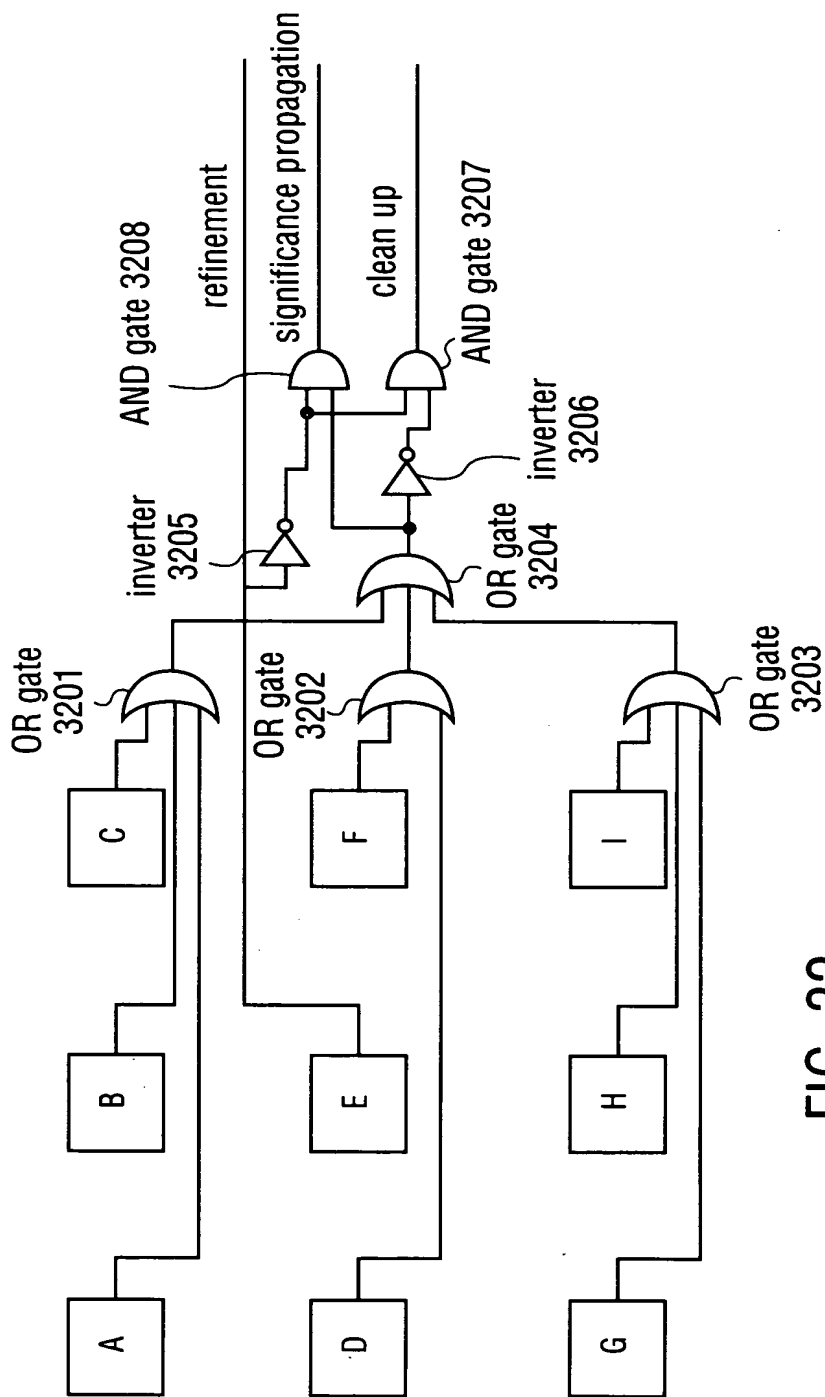 AND gate 3208
refinement
significance propagation
clean up
AND gate 3207
inverter
3205
inverter
3206
OR gate
3201
OR gate
3202
OR gate
3204
OR gate
3203
A
B
C
D
E
F
G
H
I
FIG